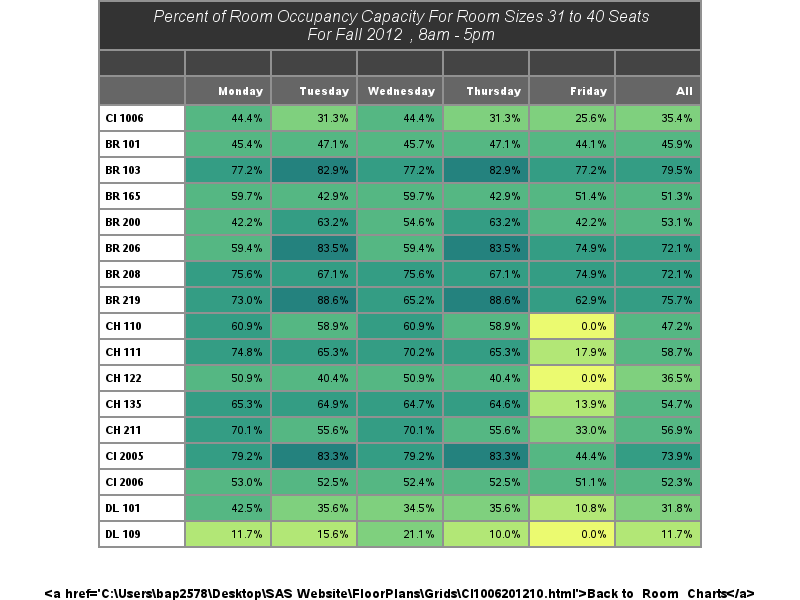 Percent of Room Occupancy Capacity For Room Sizes 31 to 40 Seats
For Fall 2012 , 8am - 5pm
Monday Tuesday Wednesday Thursday Friday All
CI 1006 44.4% 31.3% 44.4% 31.3% 25.6% 35.4%
BR 101 45.4% 47.1% 45.7% 47.1% 44.1% 45.9%
BR 103 77.2% 82.9% 77.2% 82.9% 77.2% 79.5%
BR 165 59.7% 42.9% 59.7% 42.9% 51.4% 51.3%
BR 200 42.2% 63.2% 54.6% 63.2% 42.2% 53.1%
BR 206 59.4% 83.5% 59.4% 83.5% 74.9% 72.1%
BR 208 75.6% 67.1% 75.6% 67.1% 74.9% 72.1%
BR 219 73.0% 88.6% 65.2% 88.6% 62.9% 75.7%
CH 110 60.9% 58.9% 60.9% 58.9% 0.0% 47.2%
CH 111 74.8% 65.3% 70.2% 65.3% 17.9% 58.7%
CH 122 50.9% 40.4% 50.9% 40.4% 0.0% 36.5%
CH 135 65.3% 64.9% 64.7% 64.6% 13.9% 54.7%
CH 211 70.1% 55.6% 70.1% 55.6% 33.0% 56.9%
CI 2005 79.2% 83.3% 79.2% 83.3% 44.4% 73.9%
CI 2006 53.0% 52.5% 52.4% 52.5% 51.1% 52.3%
DL 101 42.5% 35.6% 34.5% 35.6% 10.8% 31.8%
DL 109 11.7% 15.6% 21.1% 10.0% 0.0% 11.7%
<a href='C:\Users\bap2578\Desktop\SAS Website\FloorPlans\Grids\CI1006201210.html'>Back to Room Charts</a>